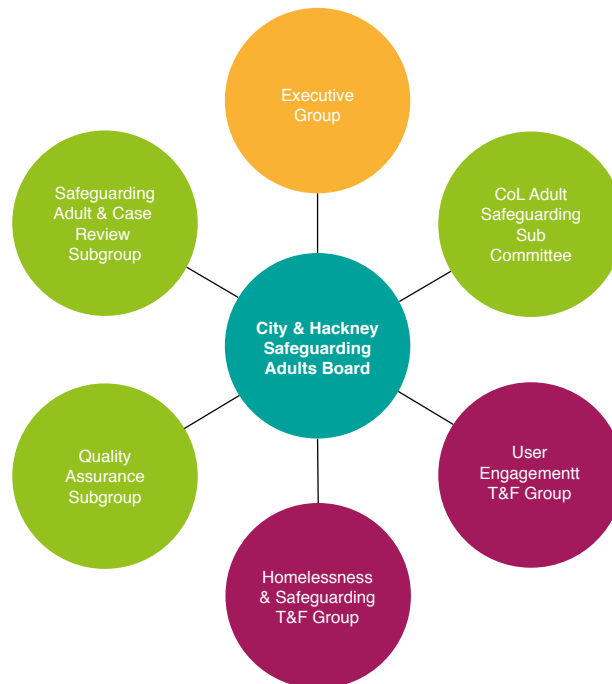 Executive
Group
Safeguarding
Adult & Case
Review
Subgroup
CoL Adult
Safeguarding
Sub
Committee
City & Hackney
Safeguarding
Adults Board
Quality
Assurance
Subgroup
User
Engagementt
T&F Group
Homelessness
& Safeguarding
T&F Group